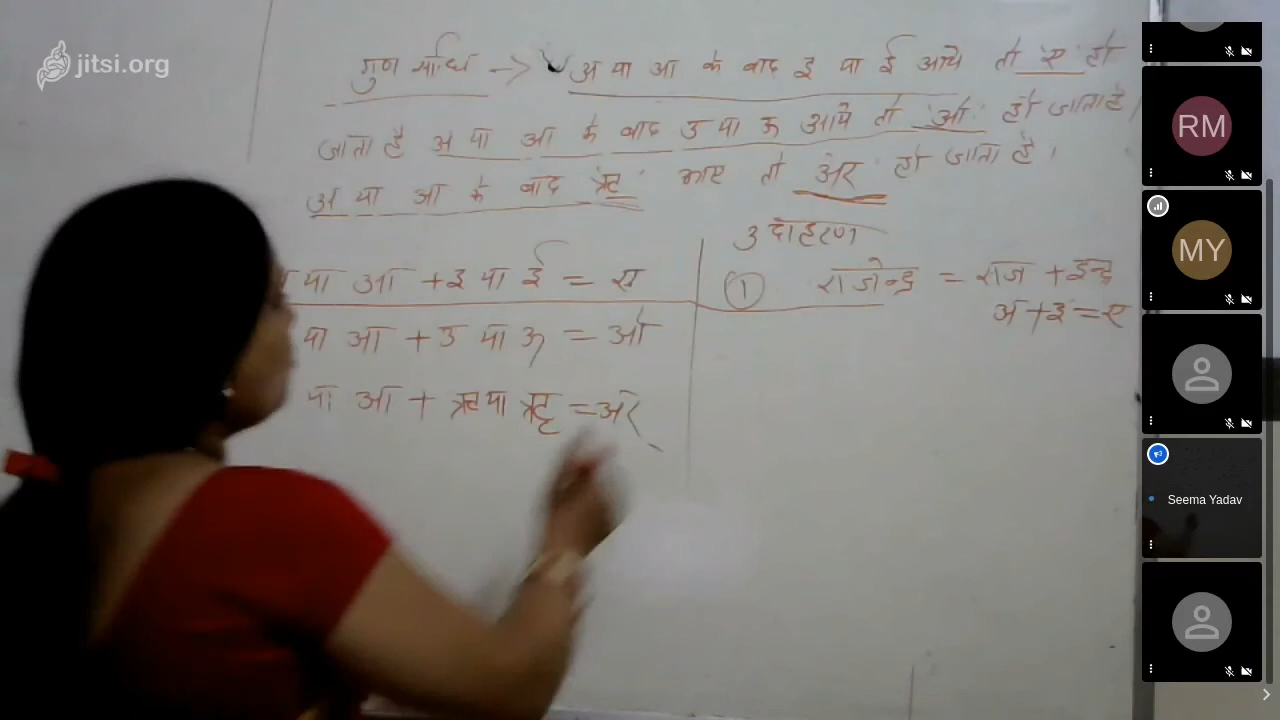 jitsi.org
गुण संधि -> अ या आ के बाद इ या ई आये तो 'ए' हो
जाता है अ या आ के बाद उ या ऊ आये तो 'ओ' हो जाता है,
अ या आ के बाद 'ऋ' आए तो अर हो जाता है।
उदाहरण
या आ + इ या ई = ए
① राजेन्द्र = राज + इन्द्र
अ + इ = ए
या आ + उ या ऊ = ओ
या आ + ऋ या ॠ = अर्
RM
MY
Seema Yadav